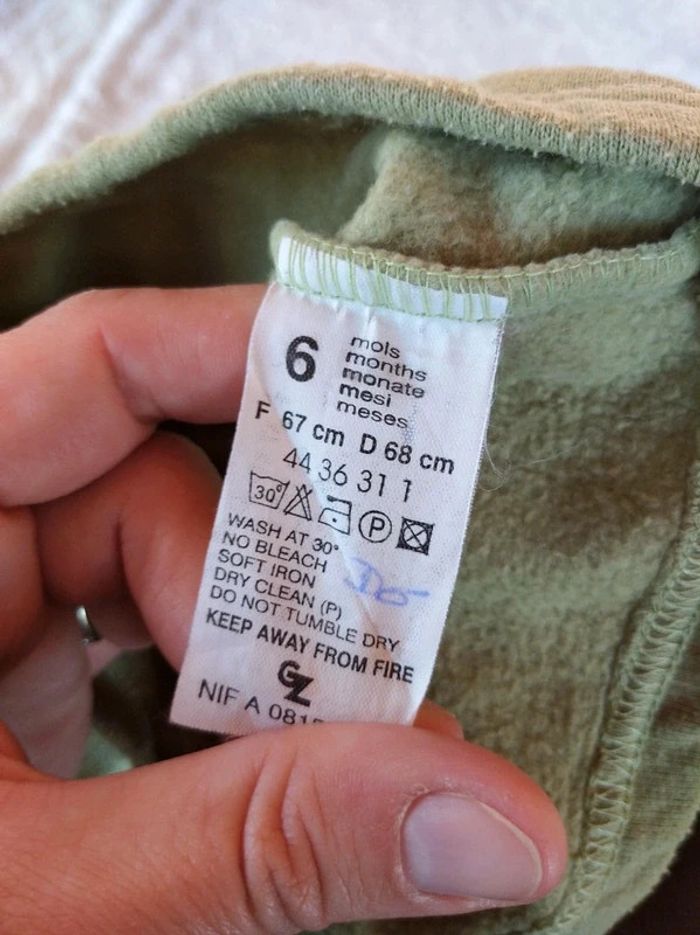 6
mois
months
monate
mesi
meses
F 67 cm D 68 cm
44 36 31 1
30° P
WASH AT 30°
NO BLEACH
SOFT IRON
DRY CLEAN (P)
DO NOT TUMBLE DRY
KEEP AWAY FROM FIRE
GZ
NIF A 081